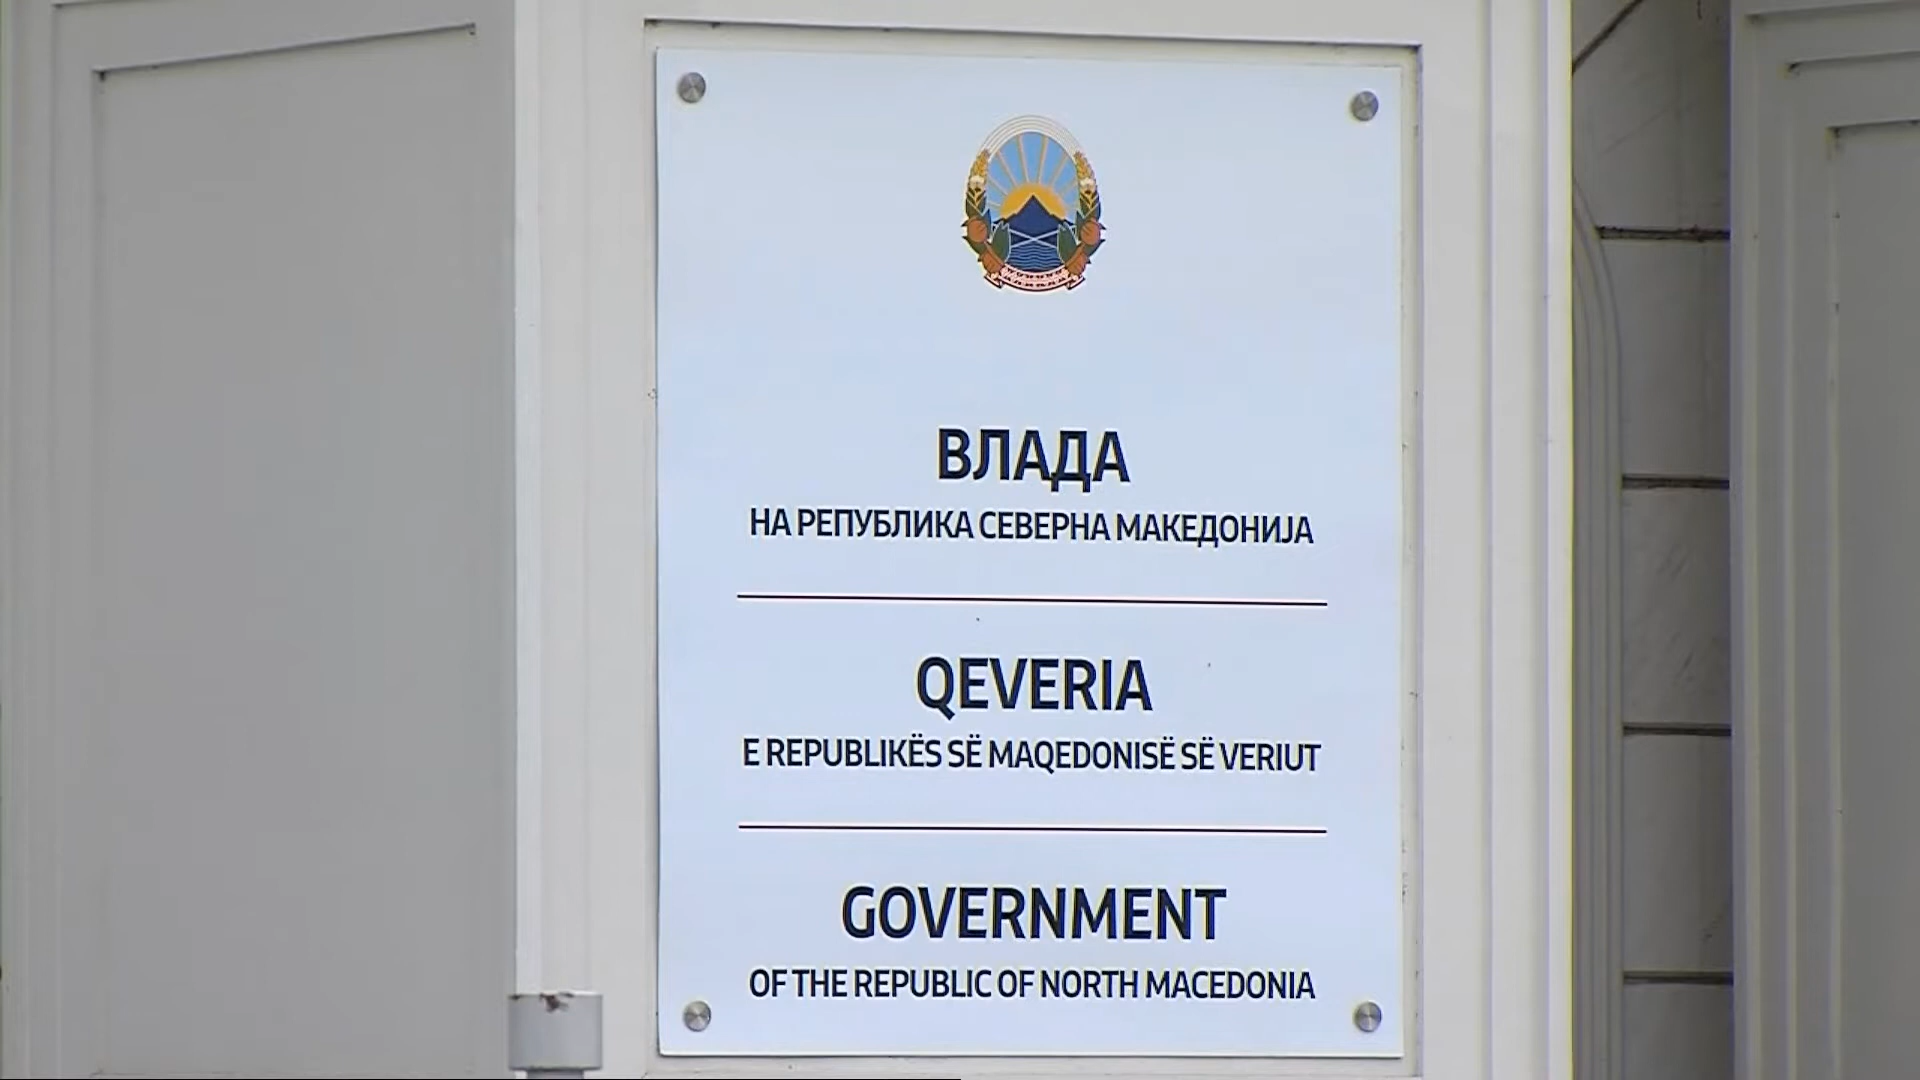 ВЛАДА
НА РЕПУБЛИКА СЕВЕРНА МАКЕДОНИЈА
QEVERIA
E REPUBLIKËS SË MAQEDONISË SË VERIUT
GOVERNMENT
OF THE REPUBLIC OF NORTH MACEDONIA